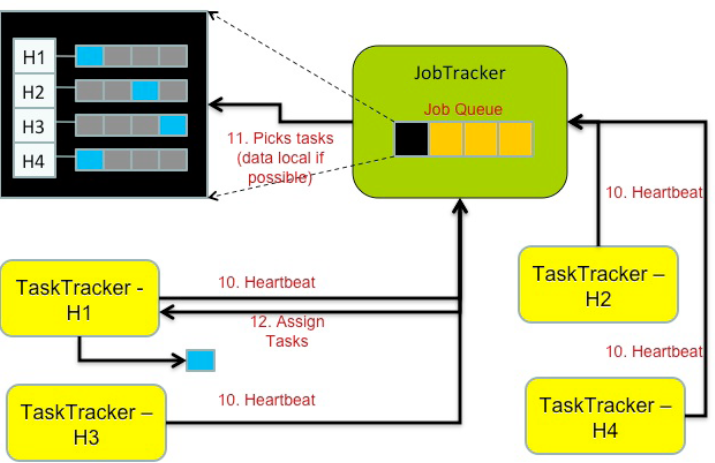 H1
H2
H3
H4
JobTracker
Job Queue
11. Picks tasks
(data local if
possible)
10. Heartbeat
TaskTracker -
H1
10. Heartbeat
12. Assign
Tasks
TaskTracker –
H2
10. Heartbeat
TaskTracker –
H3
10. Heartbeat
TaskTracker –
H4